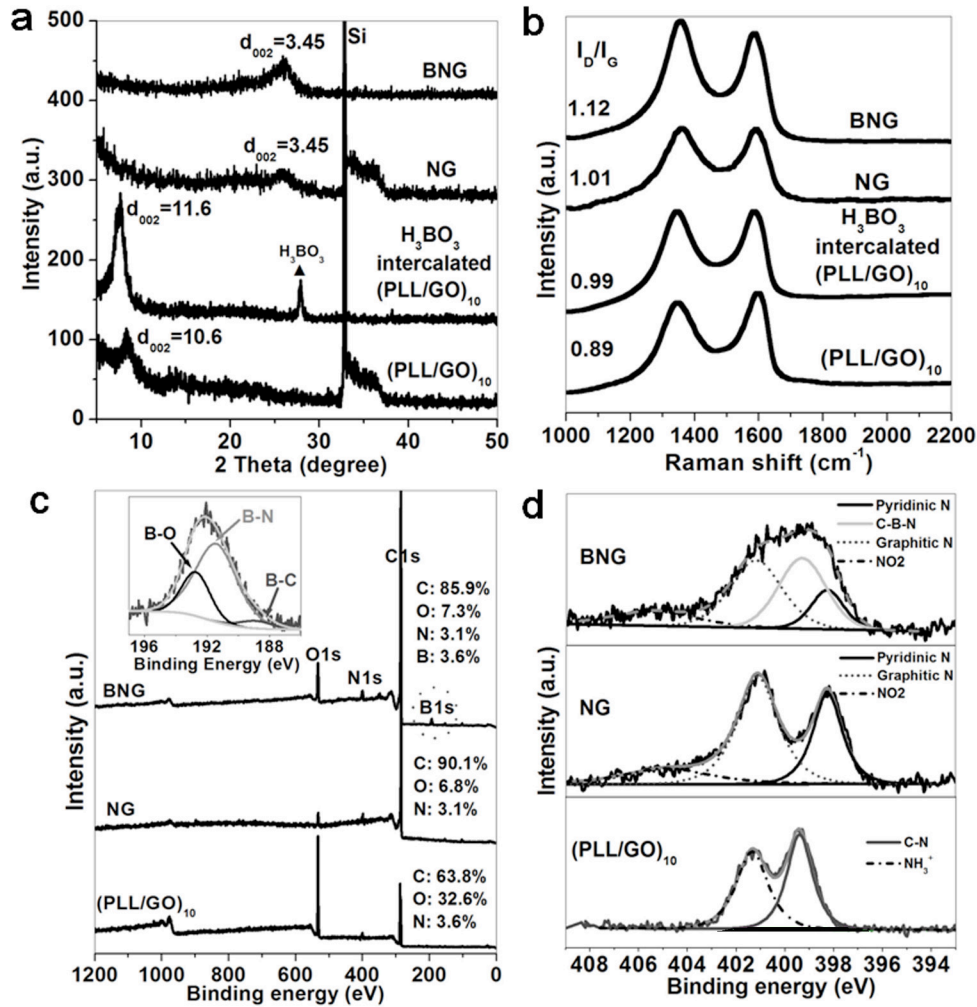 a
500
400
300
200
100
0
Intensity (a.u.)
d002=3.45
Si
BNG
d002=3.45
NG
d002=11.6
H3BO3
H3BO3
intercalated
(PLL/GO)10
d002=10.6
(PLL/GO)10
10 20 30 40 50
2 Theta (degree)
b
Intensity (a.u.)
ID/IG
1.12
BNG
1.01
NG
H3BO3
intercalated
0.99
(PLL/GO)10
0.89
(PLL/GO)10
1000 1200 1400 1600 1800 2000 2200
Raman shift (cm-1)
c
Intensity (a.u.)
B-O
B-N
B-C
196 192 188
Binding Energy (eV)
C1s
C: 85.9%
O: 7.3%
N: 3.1%
B: 3.6%
O1s
N1s
BNG
B1s
C: 90.1%
O: 6.8%
N: 3.1%
NG
C: 63.8%
O: 32.6%
N: 3.6%
(PLL/GO)10
1200 1000 800 600 400 200 0
Binding energy (eV)
d
Intensity (a.u.)
BNG
Pyridinic N
C-B-N
Graphitic N
NO2
Intensity (a.u.)
NG
Pyridinic N
Graphitic N
NO2
(PLL/GO)10
C-N
NH3+
408 406 404 402 400 398 396 394
Binding energy (eV)